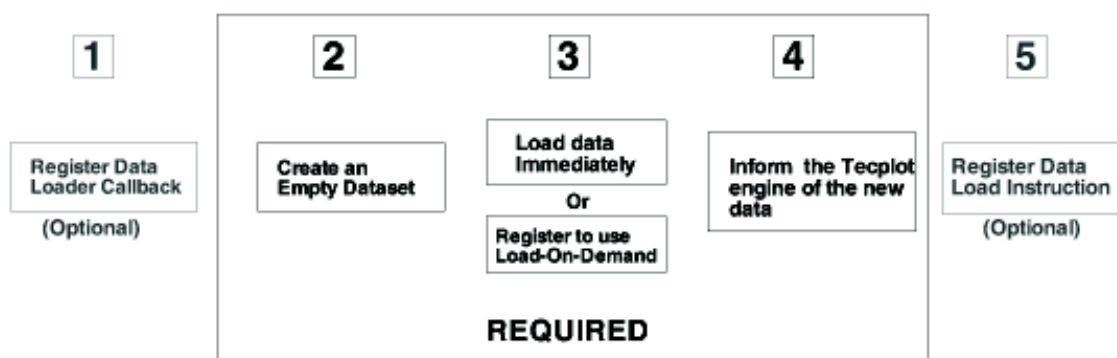 1
2
3
4
5
Register Data
Loader Callback
(Optional)
Create an
Empty Dataset
Load data
Immediately
Or
Register to use
Load-On-Demand
Inform the Tecplot
engine of the new
data
Register Data
Load Instruction
(Optional)
REQUIRED